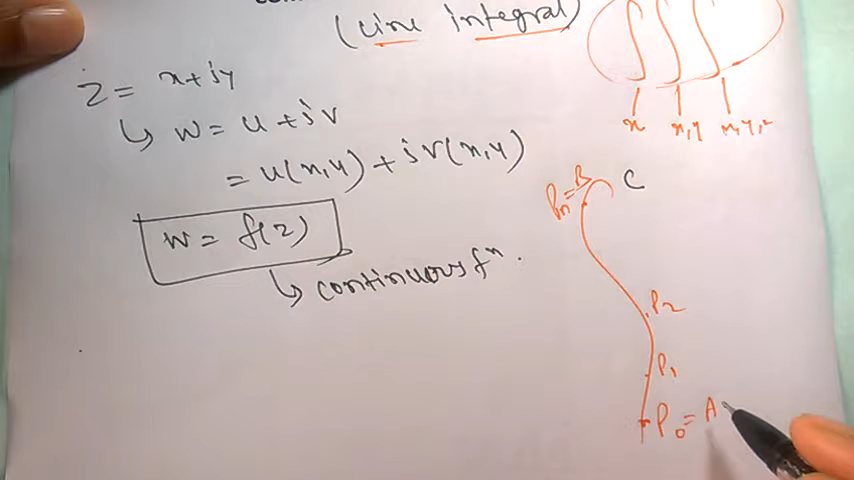 (Line integral)
z = x+iy
↳ w = u + iv
= u(x,y) + iv(x,y)
w = f(z)
↳ continuous fⁿ.
∫ ∫ ∫
x x,y x,y,z
C
Pn = B
P2
P1
P0 = A